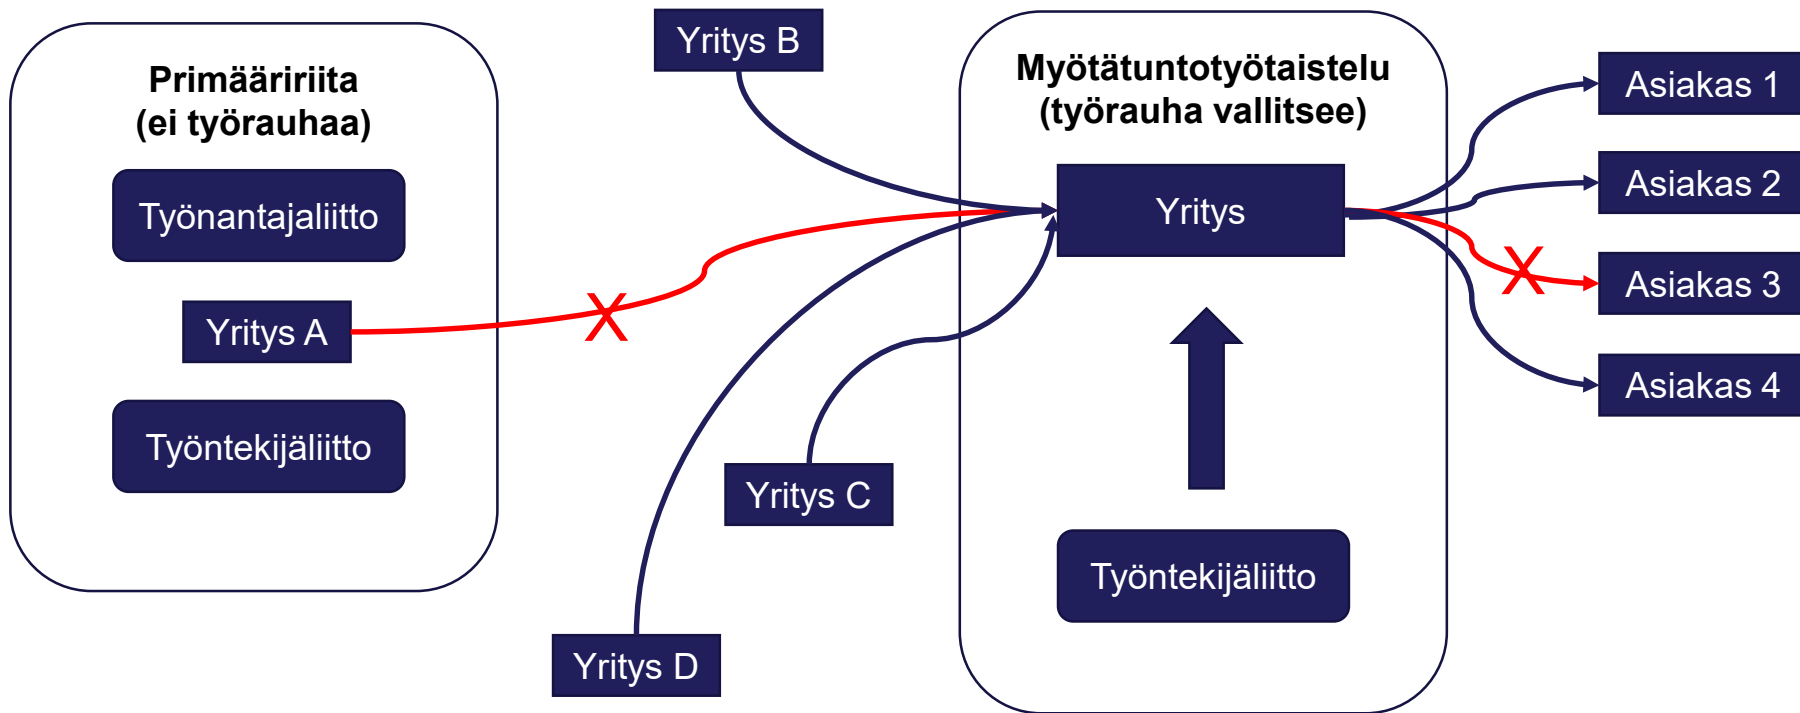 Primääririita
(ei työrauhaa)
Työnantajaliitto
Yritys A
Työntekijäliitto
Yritys B
Yritys C
Yritys D
Myötätuntotyötaistelu
(työrauha vallitsee)
Yritys
Työntekijäliitto
Asiakas 1
Asiakas 2
Asiakas 3
Asiakas 4
X
X